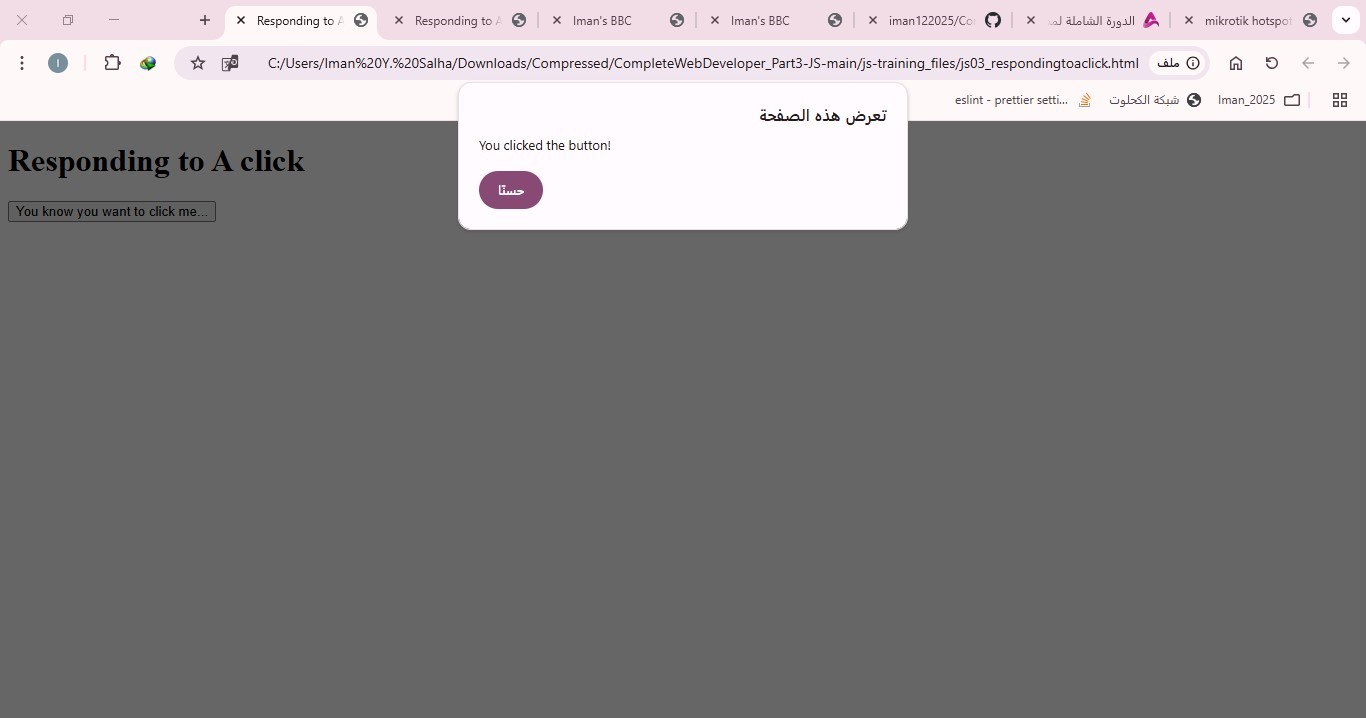 Responding to A
Responding to A
Iman's BBC
Iman's BBC
iman122025/Co
الدورة الشاملة لم
mikrotik hotspot
I
C:/Users/Iman%20Y.%20Salha/Downloads/Compressed/CompleteWebDeveloper_Part3-JS-main/js-training_files/js03_respondingtoaclick.html
ملف
eslint - prettier setti...
شبكة الكحلوت
Iman_2025
تعرض هذه الصفحة
You clicked the button!
حسنًا
Responding to A click
You know you want to click me...